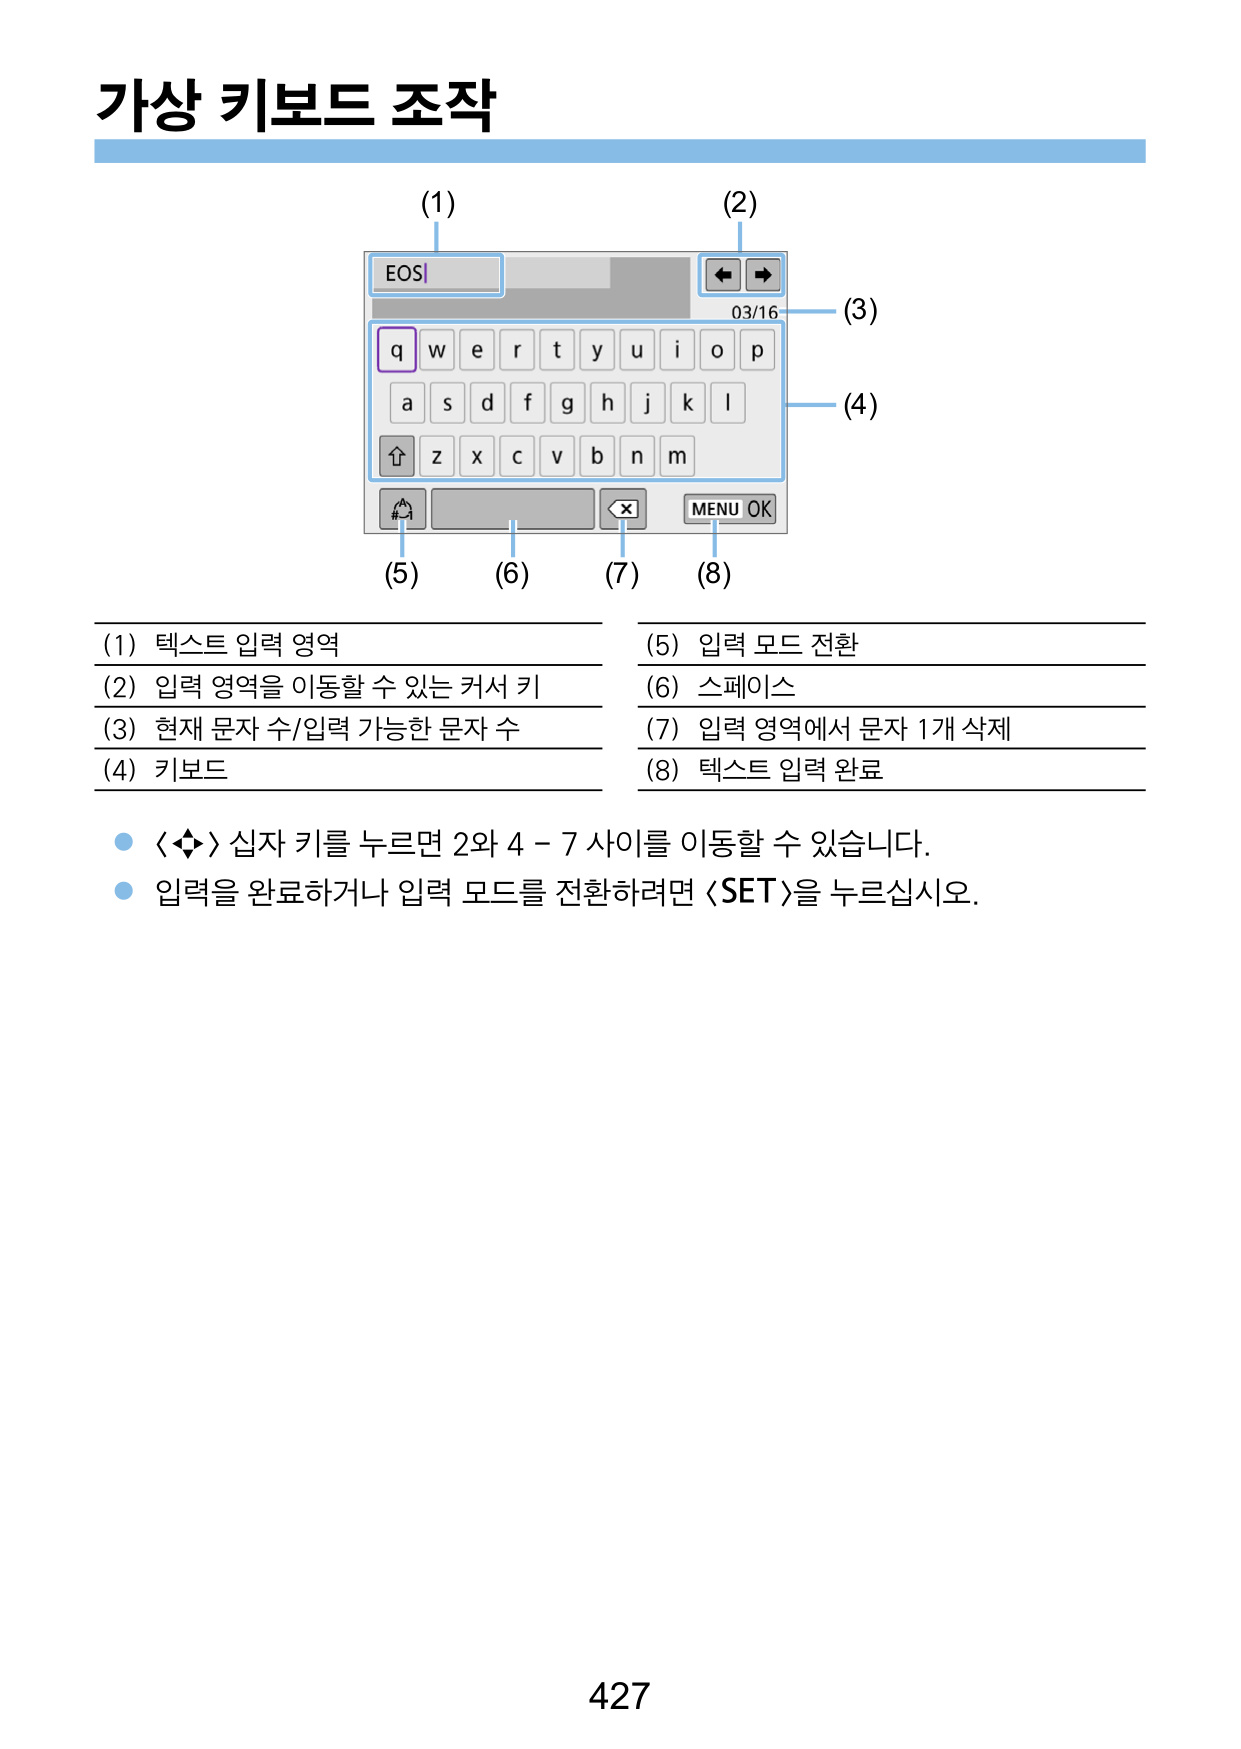 가상 키보드 조작
(1) (2)
EOS
03/16 (3)
q w e r t y u i o p
a s d f g h j k l (4)
z x c v b n m
A # 1 MENU OK
(5) (6) (7) (8)
(1) 텍스트 입력 영역
(2) 입력 영역을 이동할 수 있는 커서 키
(3) 현재 문자 수/입력 가능한 문자 수
(4) 키보드
(5) 입력 모드 전환
(6) 스페이스
(7) 입력 영역에서 문자 1개 삭제
(8) 텍스트 입력 완료
〈 〉 십자 키를 누르면 2와 4 – 7 사이를 이동할 수 있습니다.
입력을 완료하거나 입력 모드를 전환하려면 〈SET〉을 누르십시오.
427